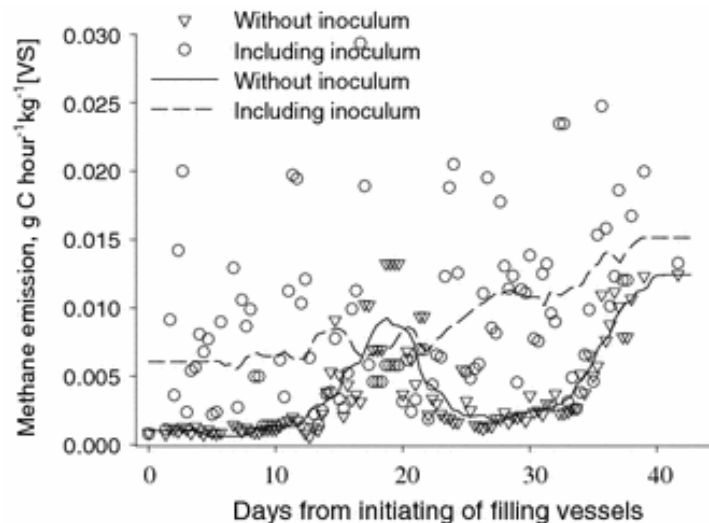 Without inoculum
Including inoculum
Without inoculum
Including inoculum
Methane emission, g C hour⁻¹kg⁻¹[VS]
0.030
0.025
0.020
0.015
0.010
0.005
0.000
0 10 20 30 40
Days from initiating of filling vessels